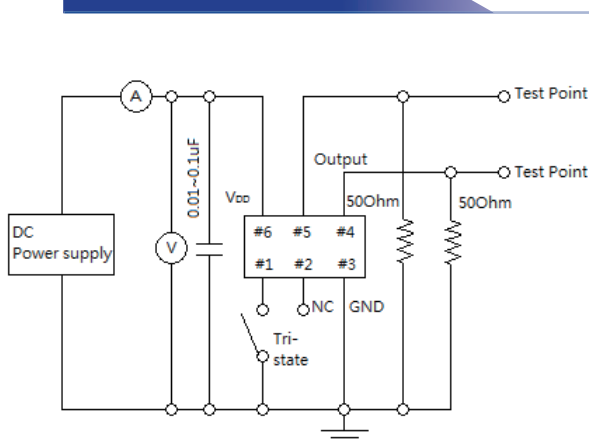 A
Test Point
Output
Test Point
0.01~0.1uF
VDD
50Ohm
50Ohm
DC
Power supply
V
#6 #5 #4
#1 #2 #3
NC GND
Tri-
state